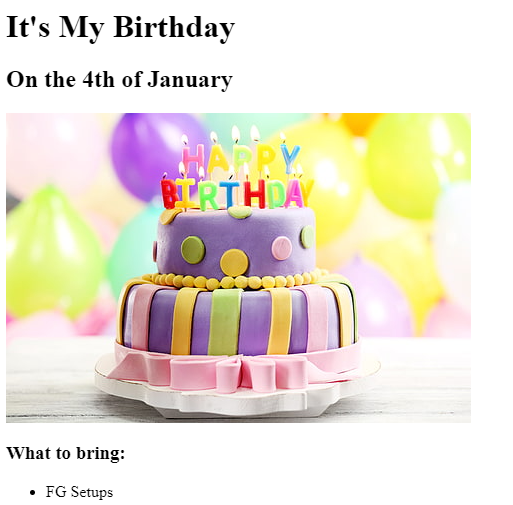 It's My Birthday
On the 4th of January
HAPPY
BIRTHDAY
What to bring:
FG Setups